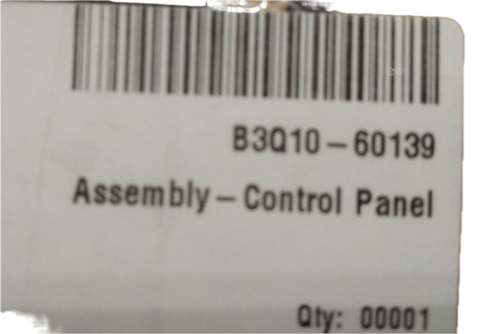 B3Q10-60139
Assembly-Control Panel
Qty: 00001